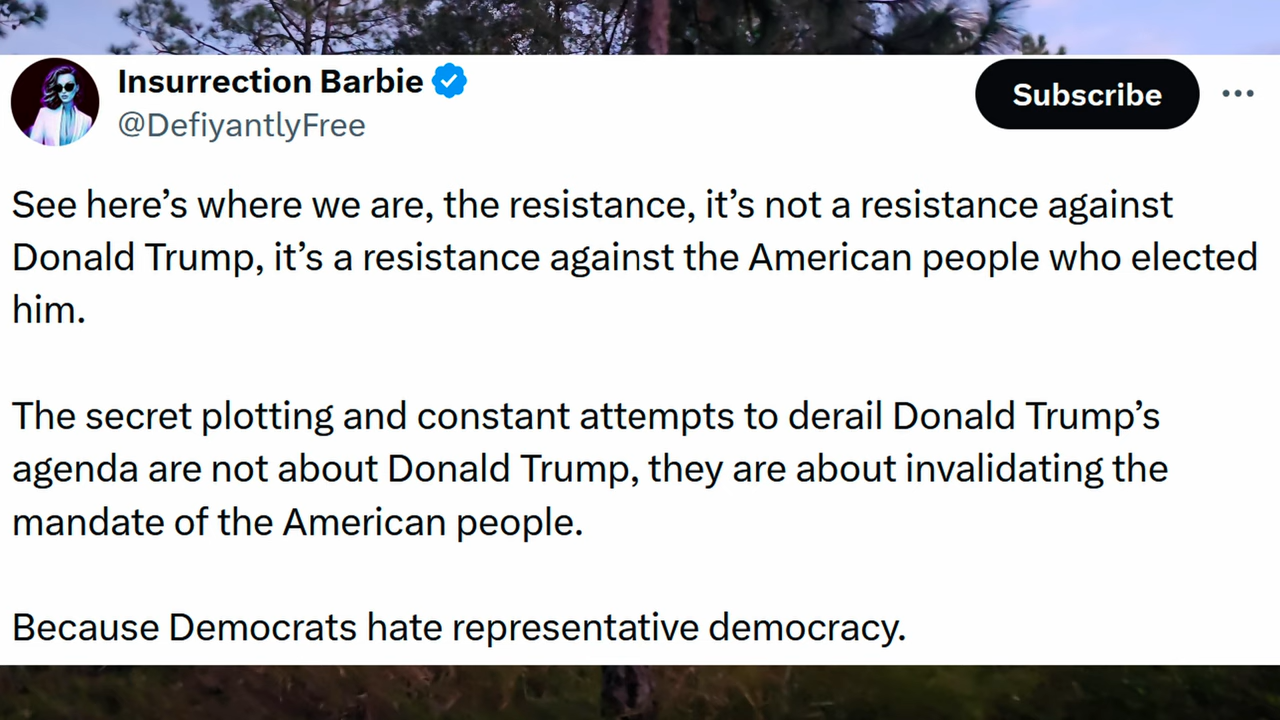 Insurrection Barbie
@DefiyantlyFree
Subscribe
See here’s where we are, the resistance, it’s not a resistance against
Donald Trump, it’s a resistance against the American people who elected
him.
The secret plotting and constant attempts to derail Donald Trump’s
agenda are not about Donald Trump, they are about invalidating the
mandate of the American people.
Because Democrats hate representative democracy.